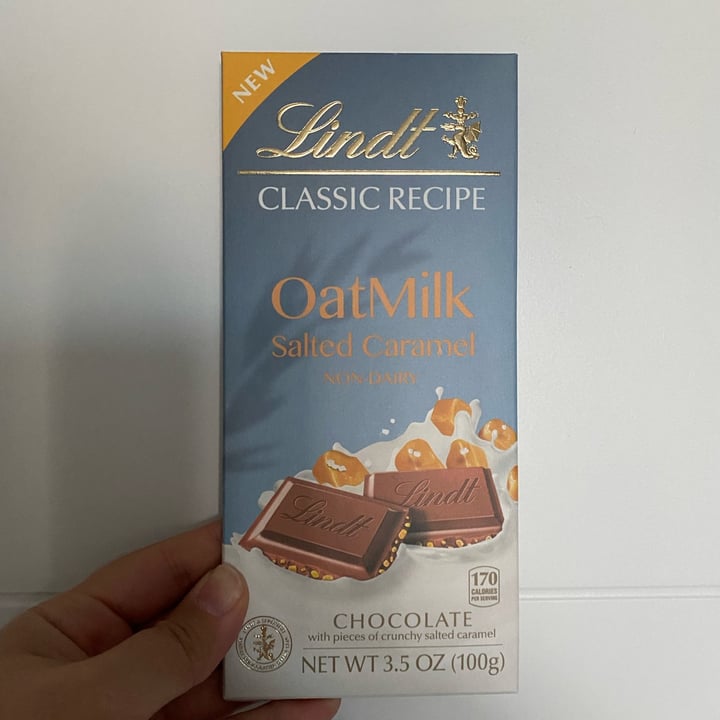 NEW
Lindt
CLASSIC RECIPE
OatMilk
Salted Caramel
NON-DAIRY
Lindt
Lindt
170
CALORIES
PER SERVING
CHOCOLATE
with pieces of crunchy salted caramel
NET WT 3.5 OZ (100g)